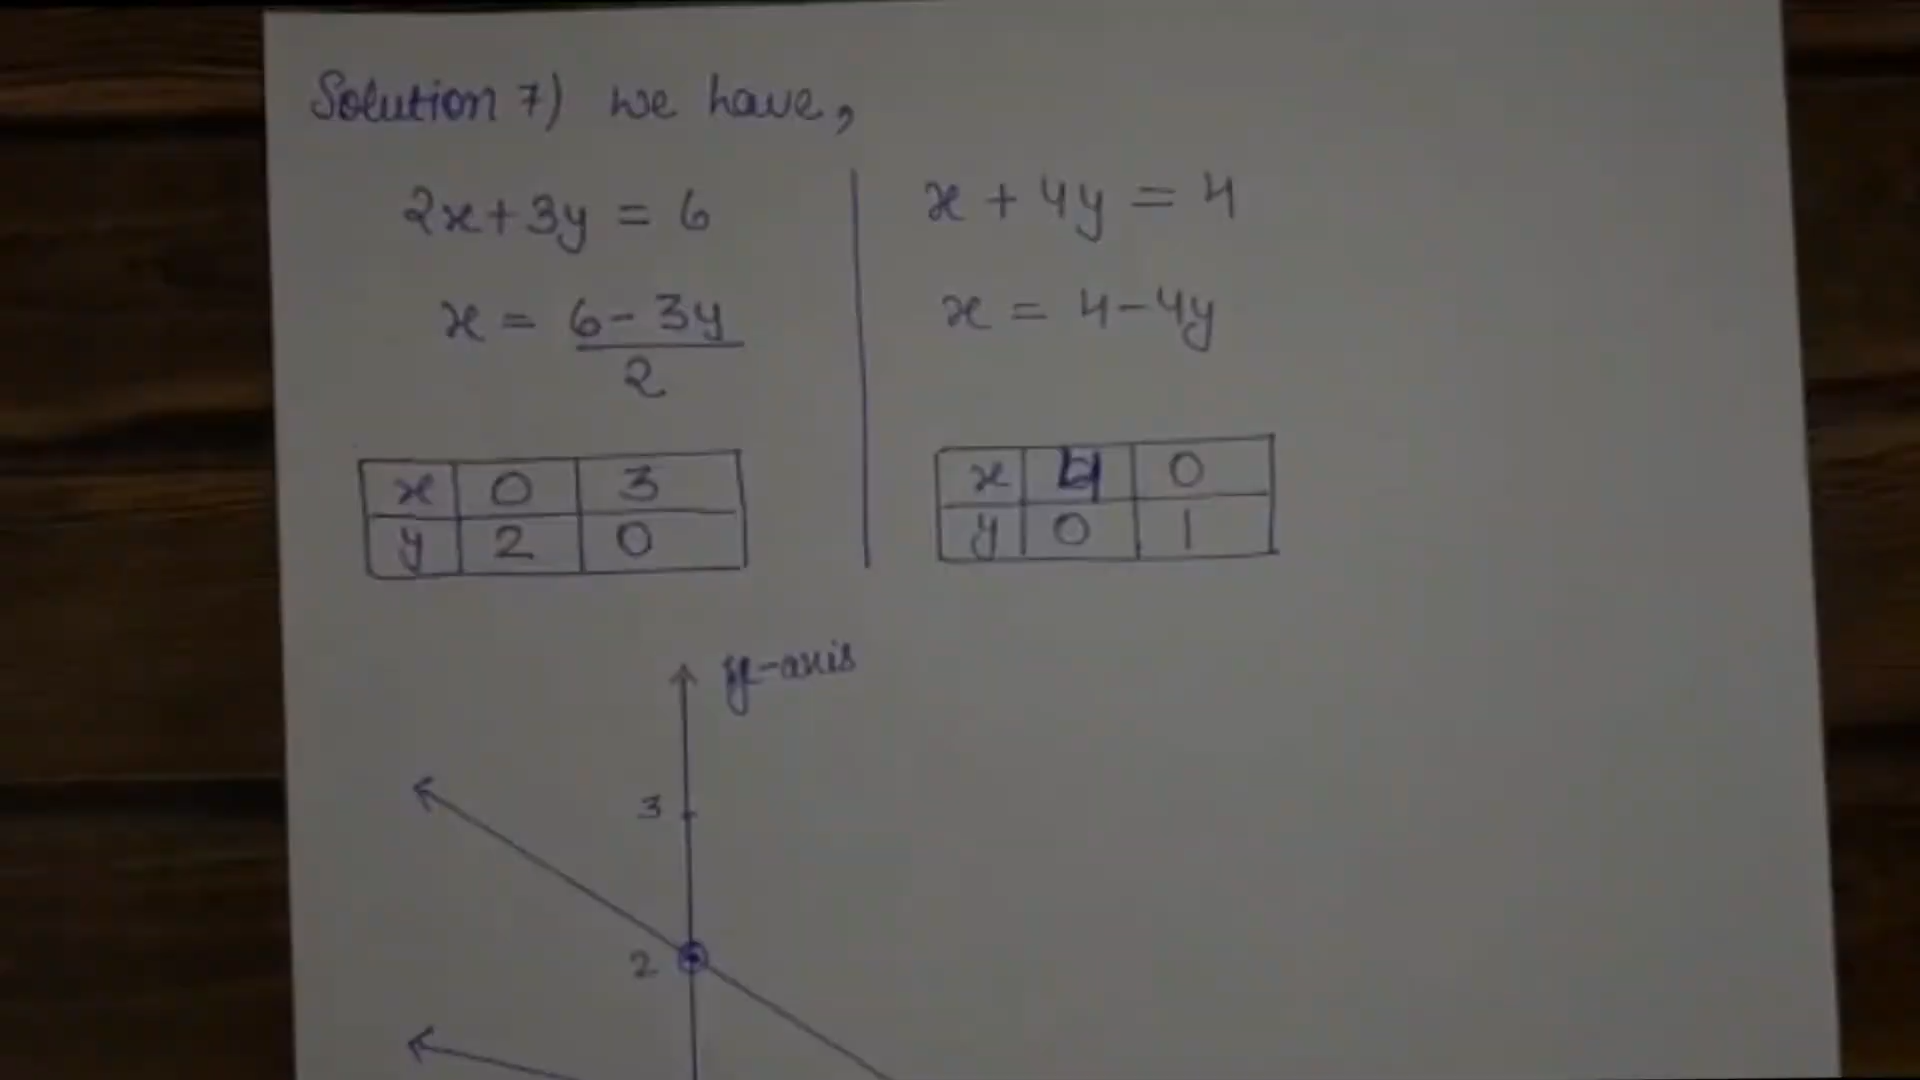 Solution 7) we have,
2x+3y = 6
x = 6-3y / 2
x 0 3
y 2 0
x + 4y = 4
x = 4-4y
x 4 0
y 0 1
y-axis
3
2